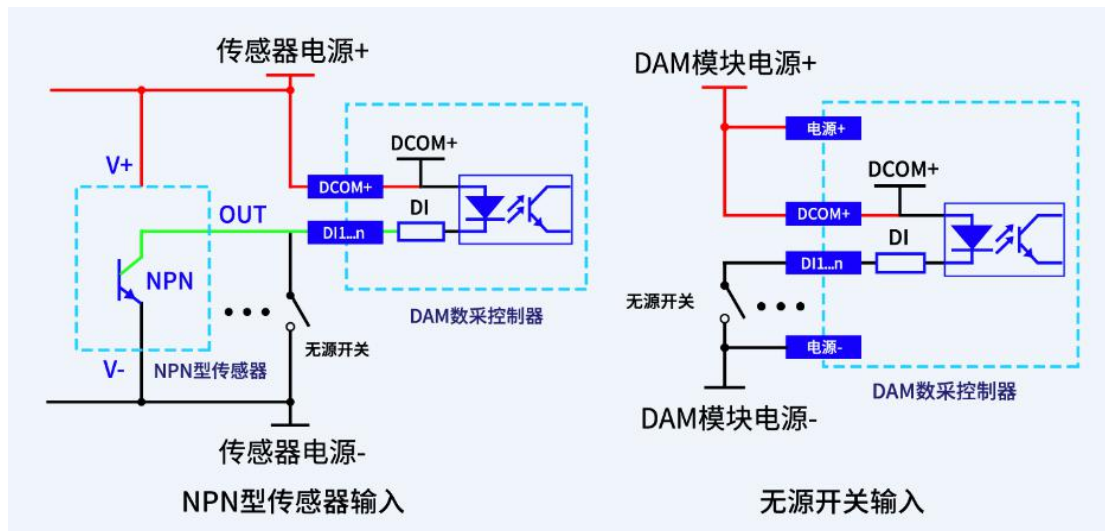 传感器电源+
V+
DCOM+
DCOM+
OUT
DI
DI1...n
NPN
无源开关
DAM数采控制器
V-
NPN型传感器
传感器电源-
NPN型传感器输入
DAM模块电源+
电源+
DCOM+
DCOM+
DI
DI1...n
无源开关
电源-
DAM数采控制器
DAM模块电源-
无源开关输入